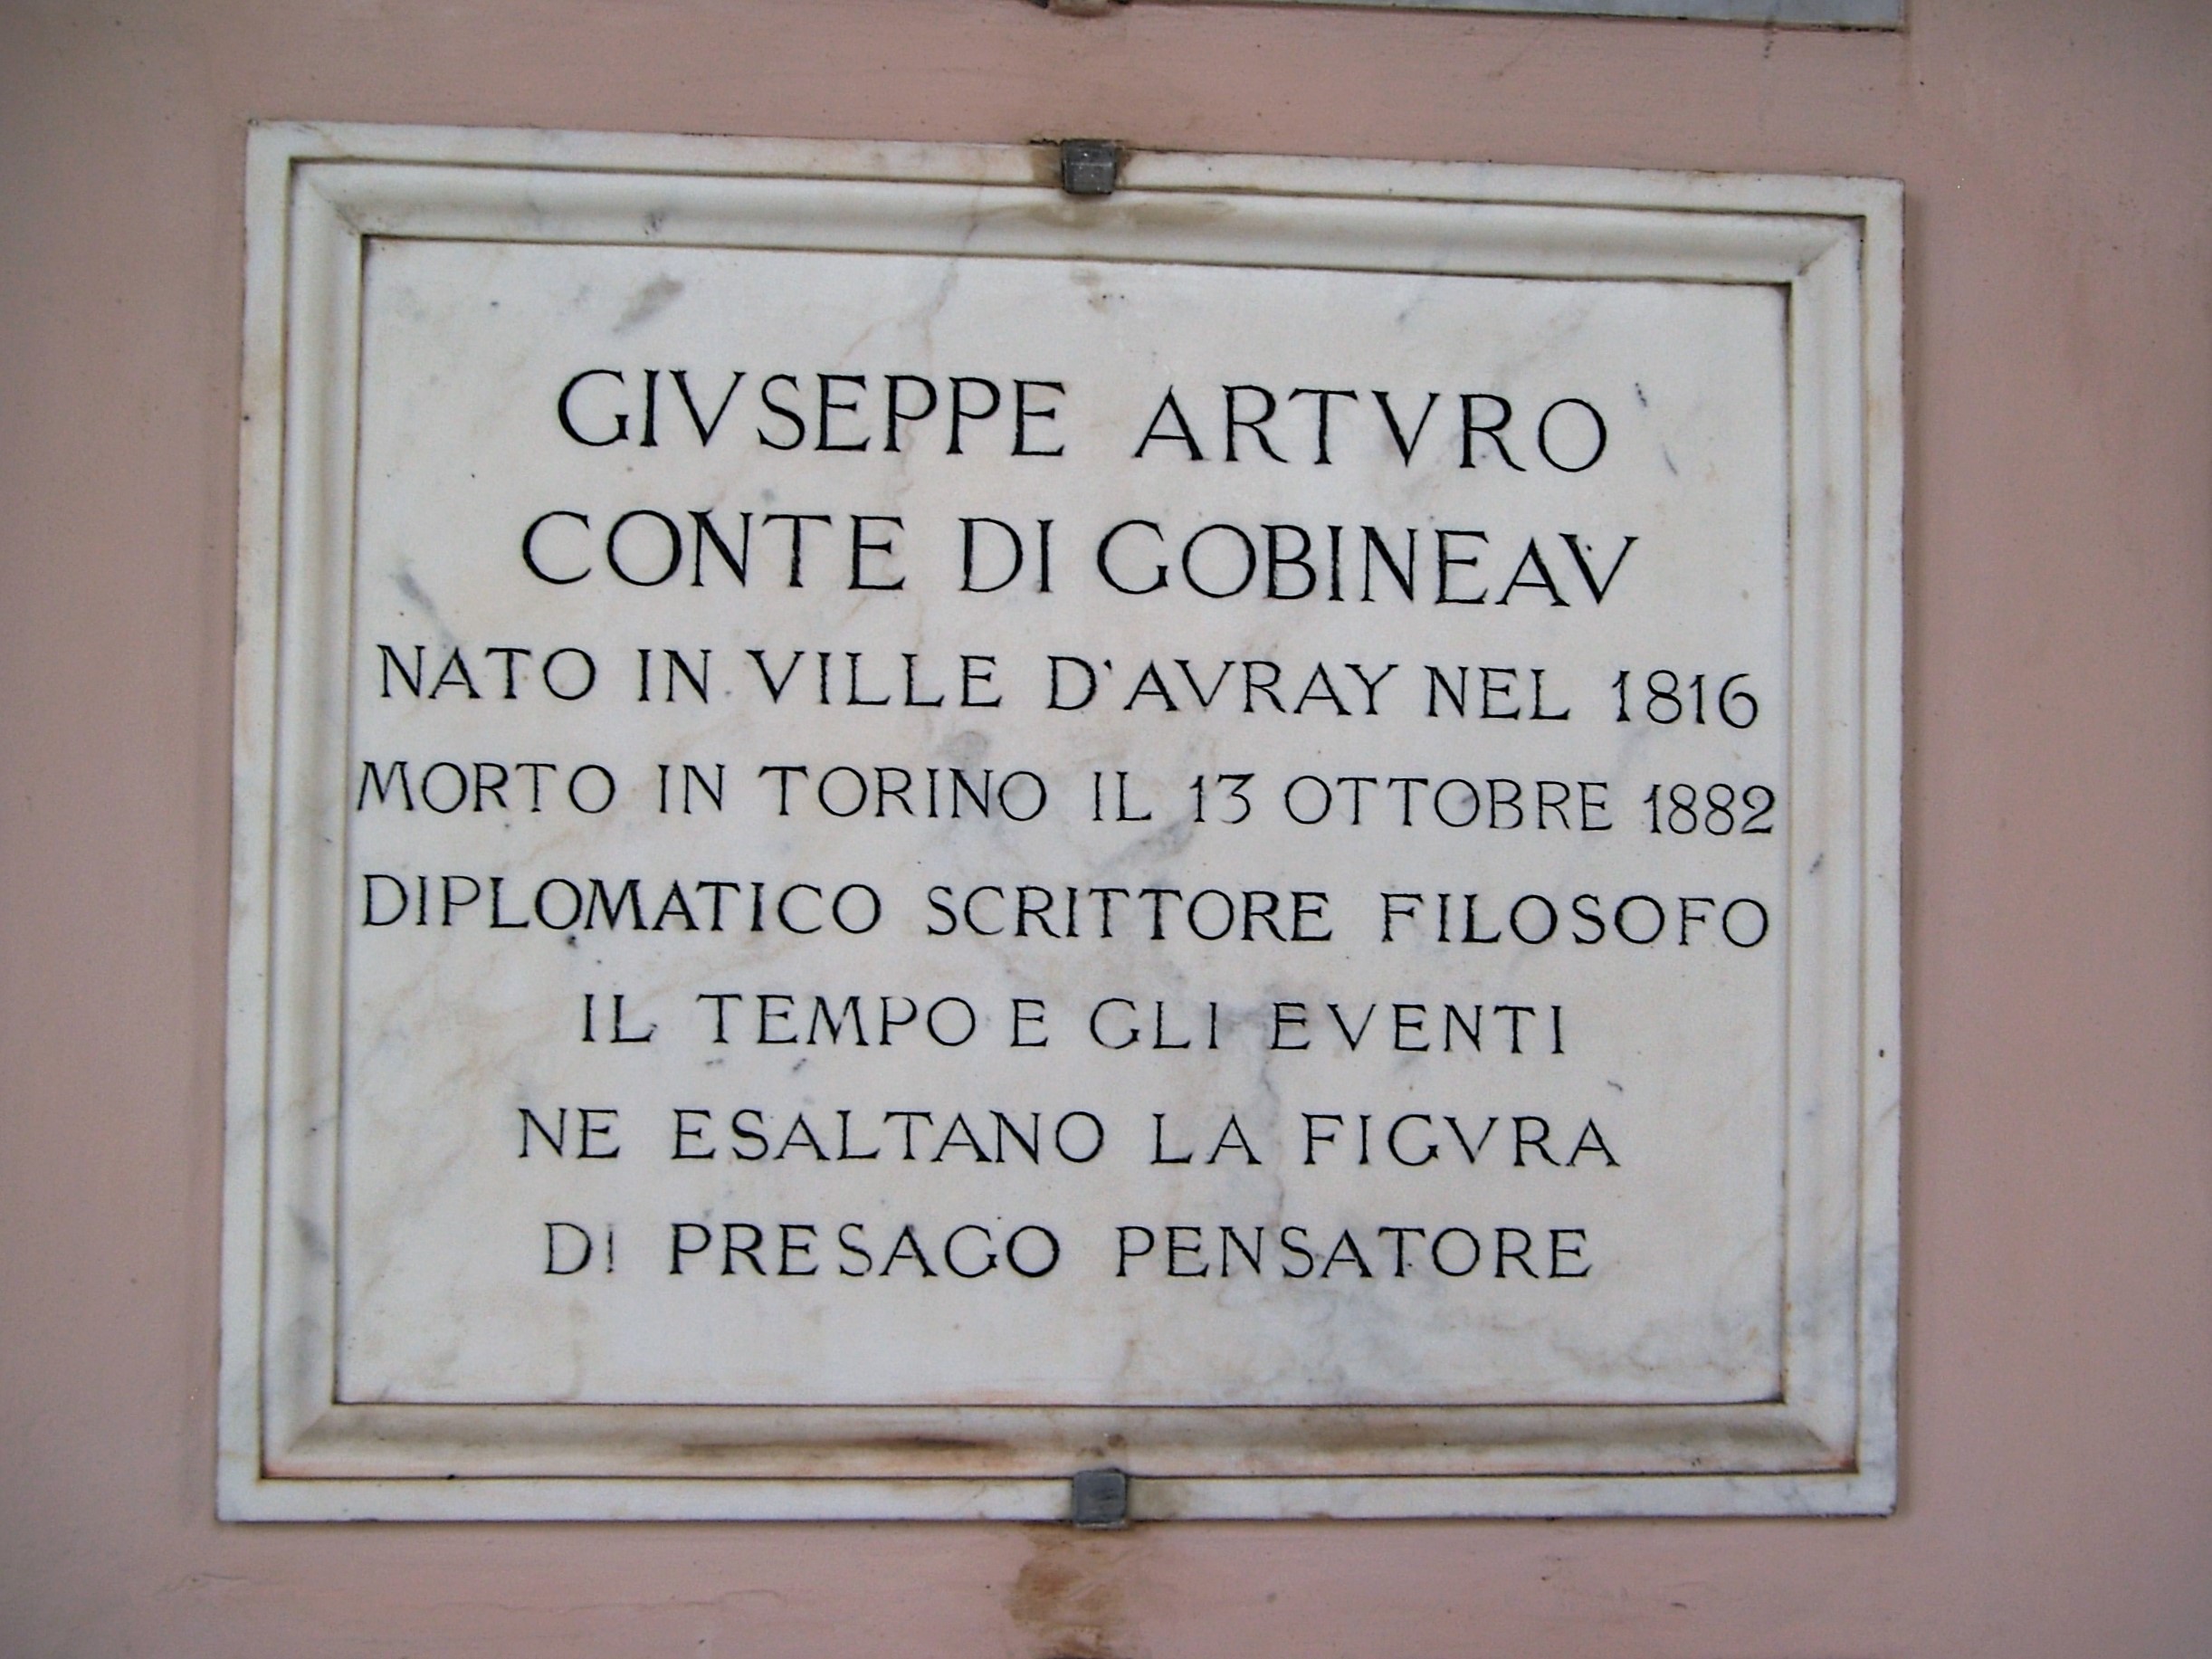 GIVSEPPE ARTVRO
CONTE DI GOBINEAV
NATO IN VILLE D'AVRAY NEL 1816
MORTO IN TORINO IL 13 OTTOBRE 1882
DIPLOMATICO SCRITTORE FILOSOFO
IL TEMPO E GLI EVENTI
NE ESALTANO LA FIGVRA
DI PRESAGO PENSATORE